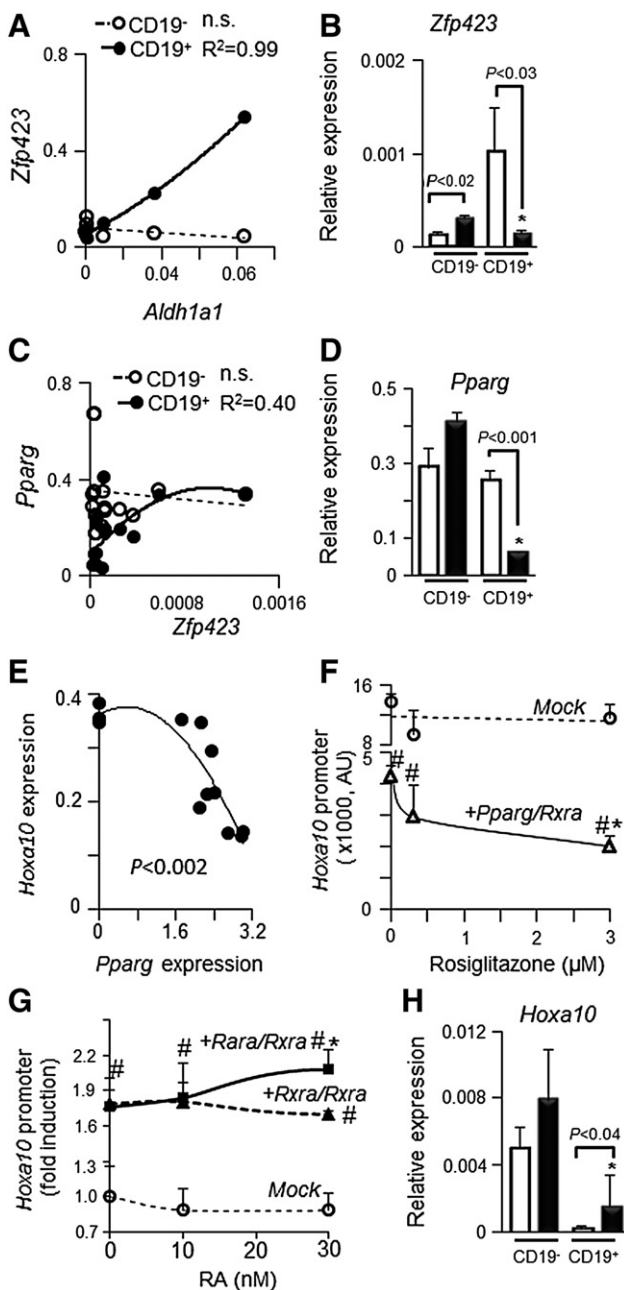 A
CD19- n.s.
CD19+ R2=0.99
Zfp423
0.8
0.4
0
0 0.04 0.06
Aldh1a1
B
Zfp423
Relative expression
0.002
0.001
0
P<0.02
P<0.03
*
CD19- CD19+
C
CD19- n.s.
CD19+ R2=0.40
Pparg
0.8
0.4
0
0 0.0008 0.0016
Zfp423
D
Pparg
Relative expression
0.5
0.3
0.1
0
P<0.001
*
CD19- CD19+
E
Hoxa10 expression
0.4
0.2
0
P<0.002
0 1.6 3.2
Pparg expression
F
Hoxa10 promoter
(x1000, AU)
16
8
5
0
Mock
# # #*
+Pparg/Rxra
0 1 2 3
Rosiglitazone (µM)
G
Hoxa10 promoter
(fold induction)
2.2
1.9
1.6
1.3
1.0
0.7
# # +Rara/Rxra #*
+Rxra/Rxra
#
Mock
0 10 20 30
RA (nM)
H
Hoxa10
Relative expression
0.012
0.008
0.004
0
P<0.04
*
CD19- CD19+